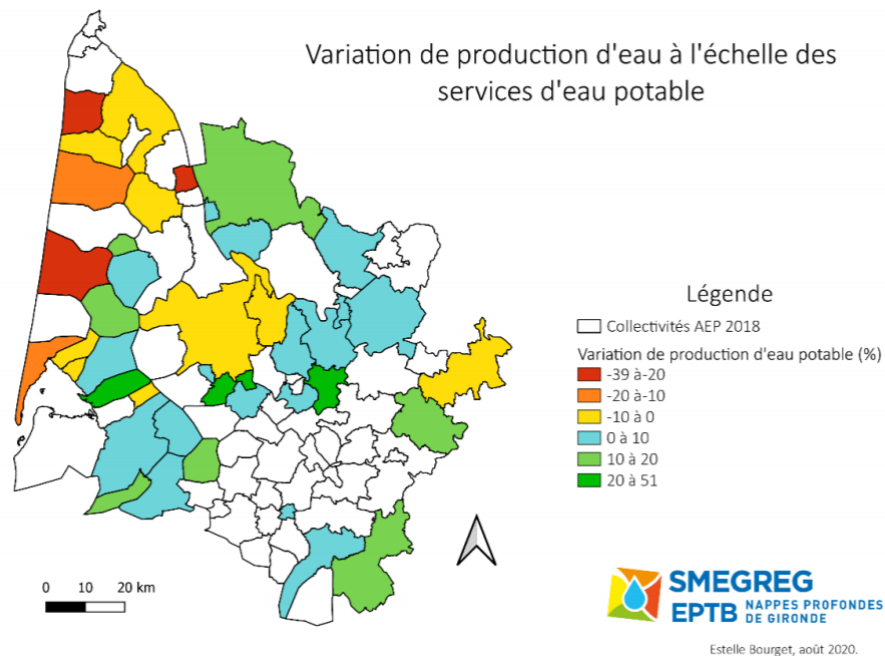 Variation de production d'eau à l'échelle des
services d'eau potable
Légende
Collectivités AEP 2018
Variation de production d'eau potable (%)
-39 à-20
-20 à-10
-10 à 0
0 à 10
10 à 20
20 à 51
0 10 20 km
SMEGREG
EPTB NAPPES PROFONDES
DE GIRONDE
Estelle Bourget, août 2020.